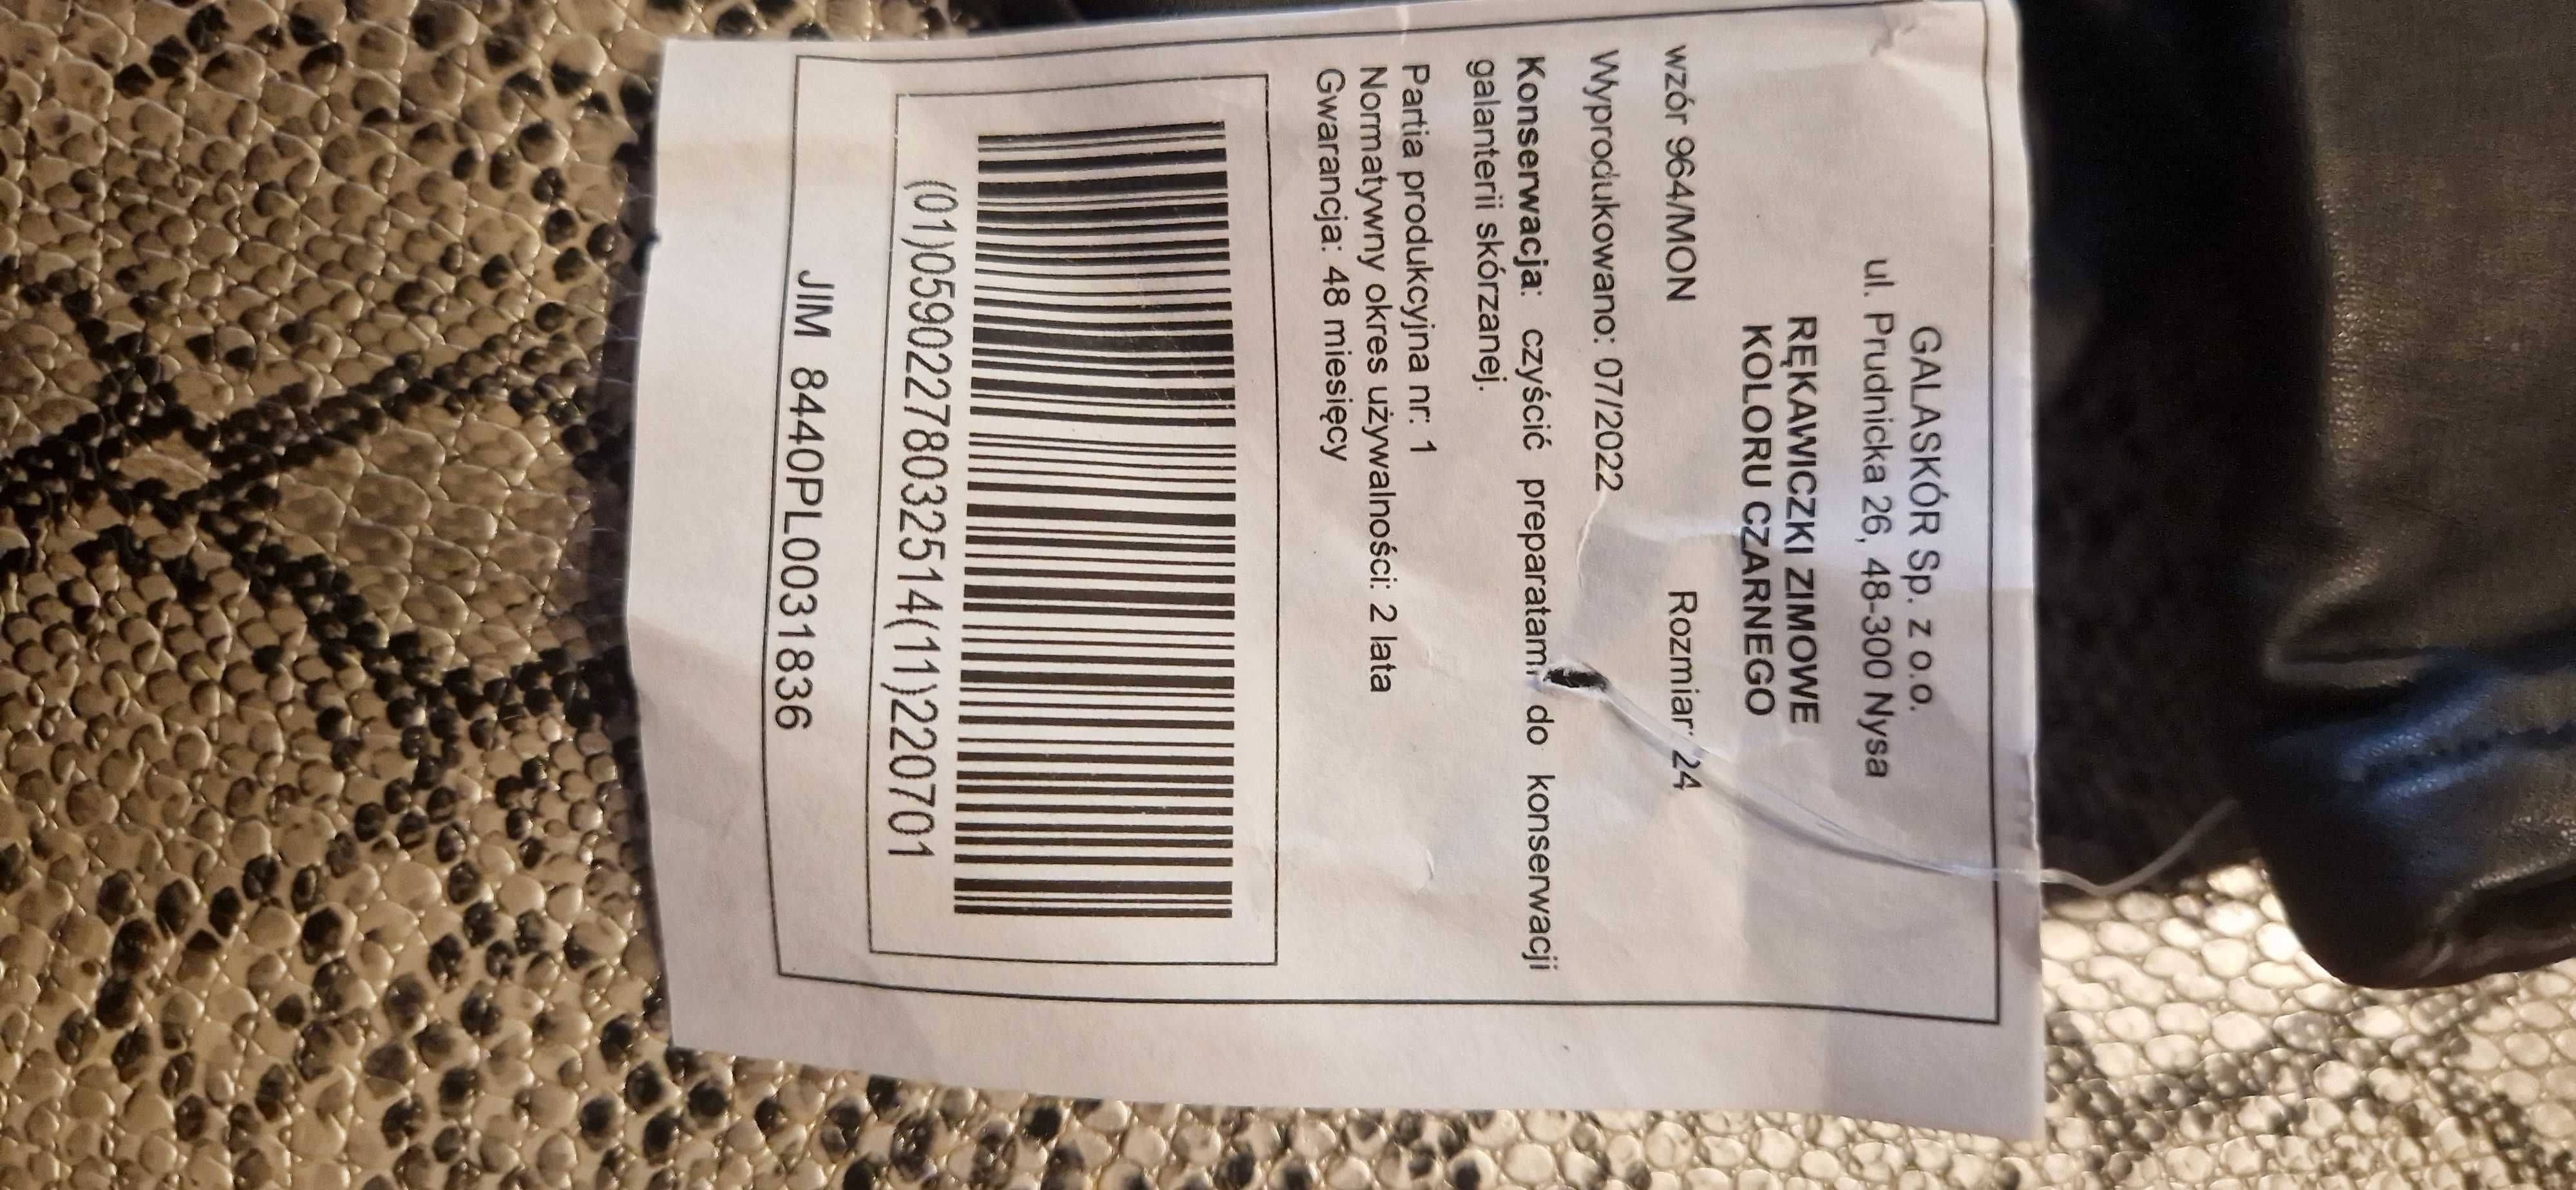 GALASKÓR Sp. z o.o.
ul. Prudnicka 26, 48-300 Nysa
RĘKAWICZKI ZIMOWE
KOLORU CZARNEGO
wzór 964/MON Rozmiar: 24
Wyprodukowano: 07/2022
Konserwacja: czyścić preparatami do konserwacji
galanterii skórzanej.
Partia produkcyjna nr: 1
Normatywny okres używalności: 2 lata
Gwarancja: 48 miesięcy
(01)05902278032514(11)220701
JIM 8440PL0031836